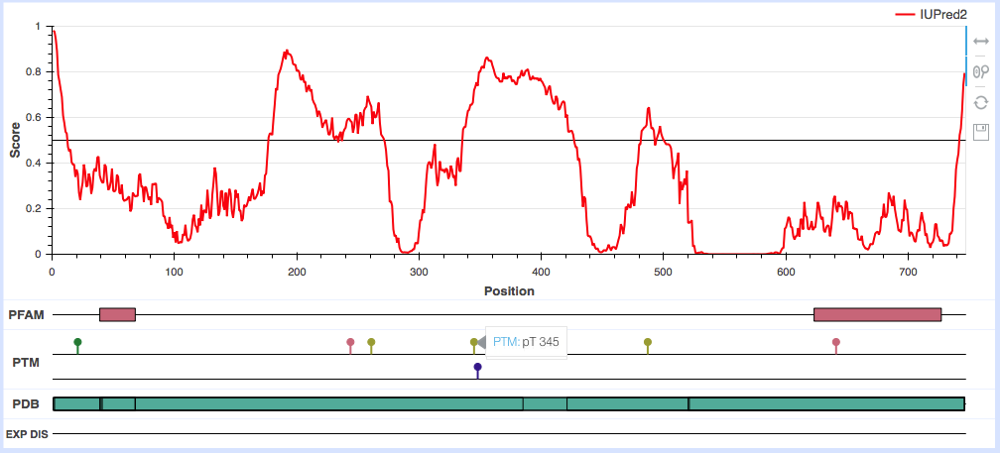 IUPred2
1
0.8
0.6
0.4
0.2
0
Score
0 100 200 300 400 500 600 700
Position
PFAM
PTM: pT 345
PTM
PDB
EXP DIS